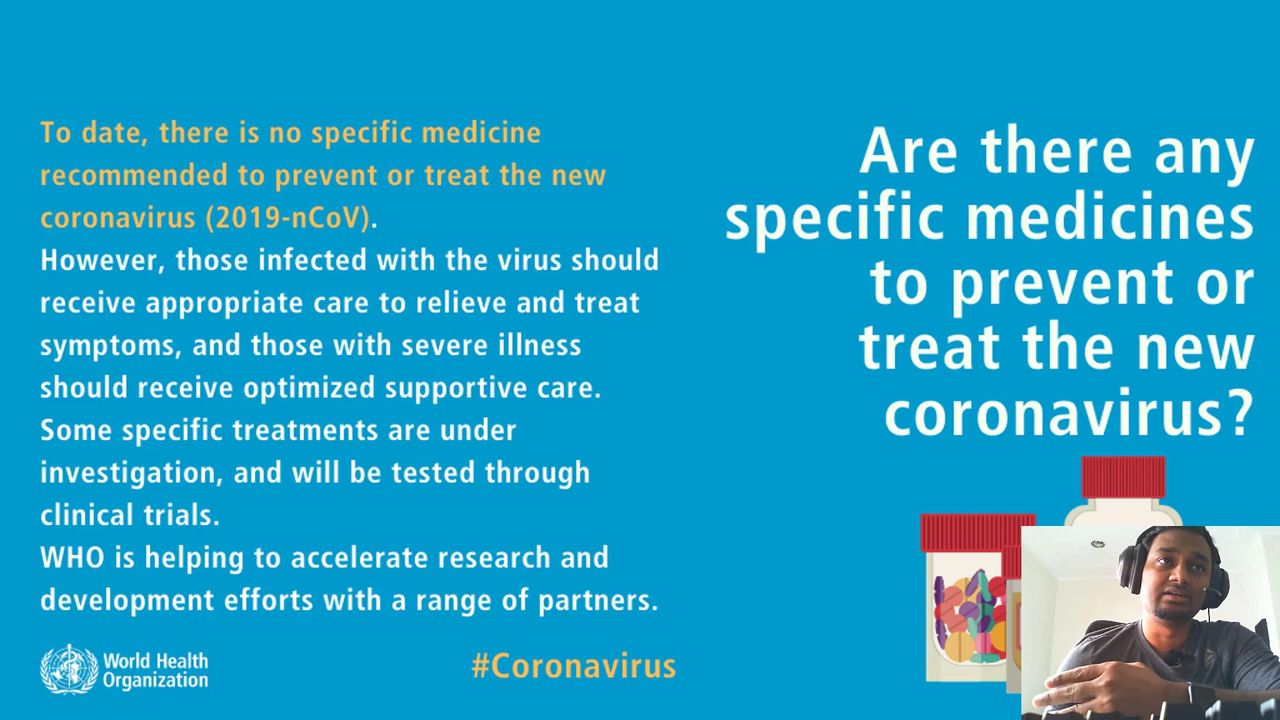 To date, there is no specific medicine
recommended to prevent or treat the new
coronavirus (2019-nCoV).
However, those infected with the virus should
receive appropriate care to relieve and treat
symptoms, and those with severe illness
should receive optimized supportive care.
Some specific treatments are under
investigation, and will be tested through
clinical trials.
WHO is helping to accelerate research and
development efforts with a range of partners.
Are there any
specific medicines
to prevent or
treat the new
coronavirus?
World Health
Organization
#Coronavirus